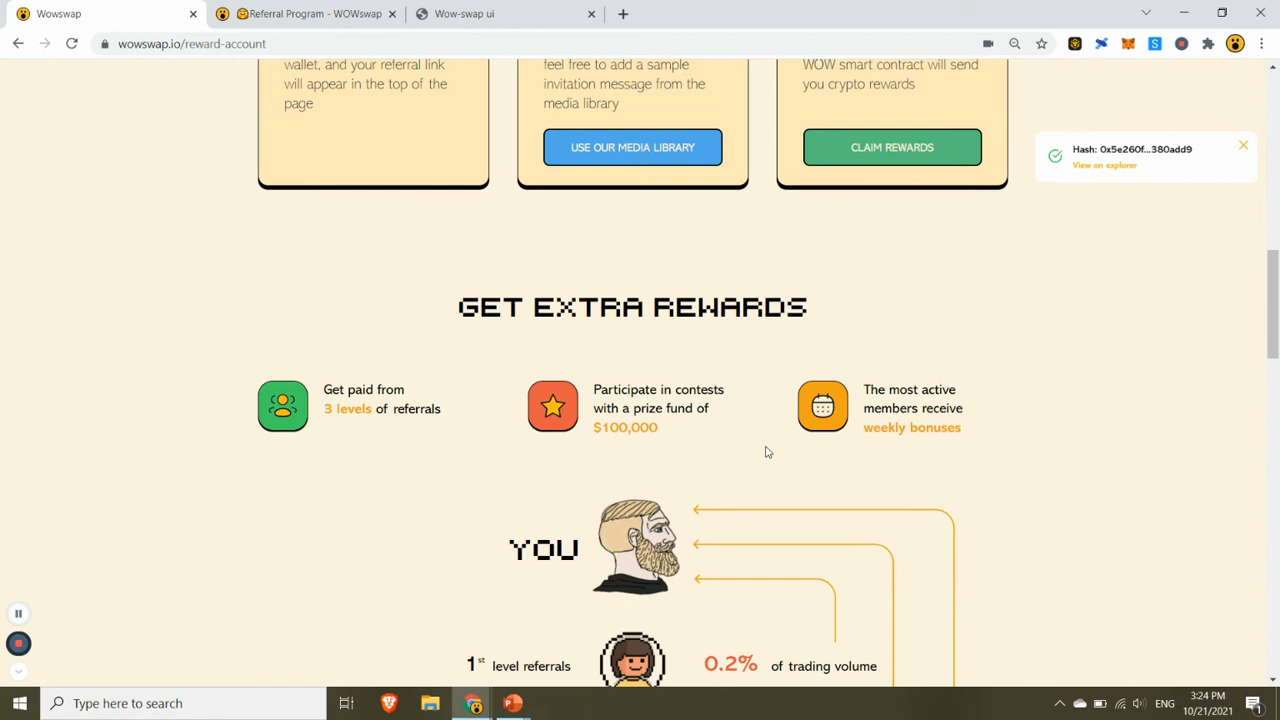 Wowswap
Referral Program - WOWswap
Wow-swap ui
wowswap.io/reward-account
wallet, and your referral link
will appear in the top of the
page
feel free to add a sample
invitation message from the
media library
USE OUR MEDIA LIBRARY
WOW smart contract will send
you crypto rewards
CLAIM REWARDS
Hash: 0x5e260f...380add9
View on explorer
GET EXTRA REWARDS
Get paid from
3 levels of referrals
Participate in contests
with a prize fund of
$100,000
The most active
members receive
weekly bonuses
YOU
1st level referrals
0.2% of trading volume
Type here to search
ENG
3:24 PM
10/21/2021
1